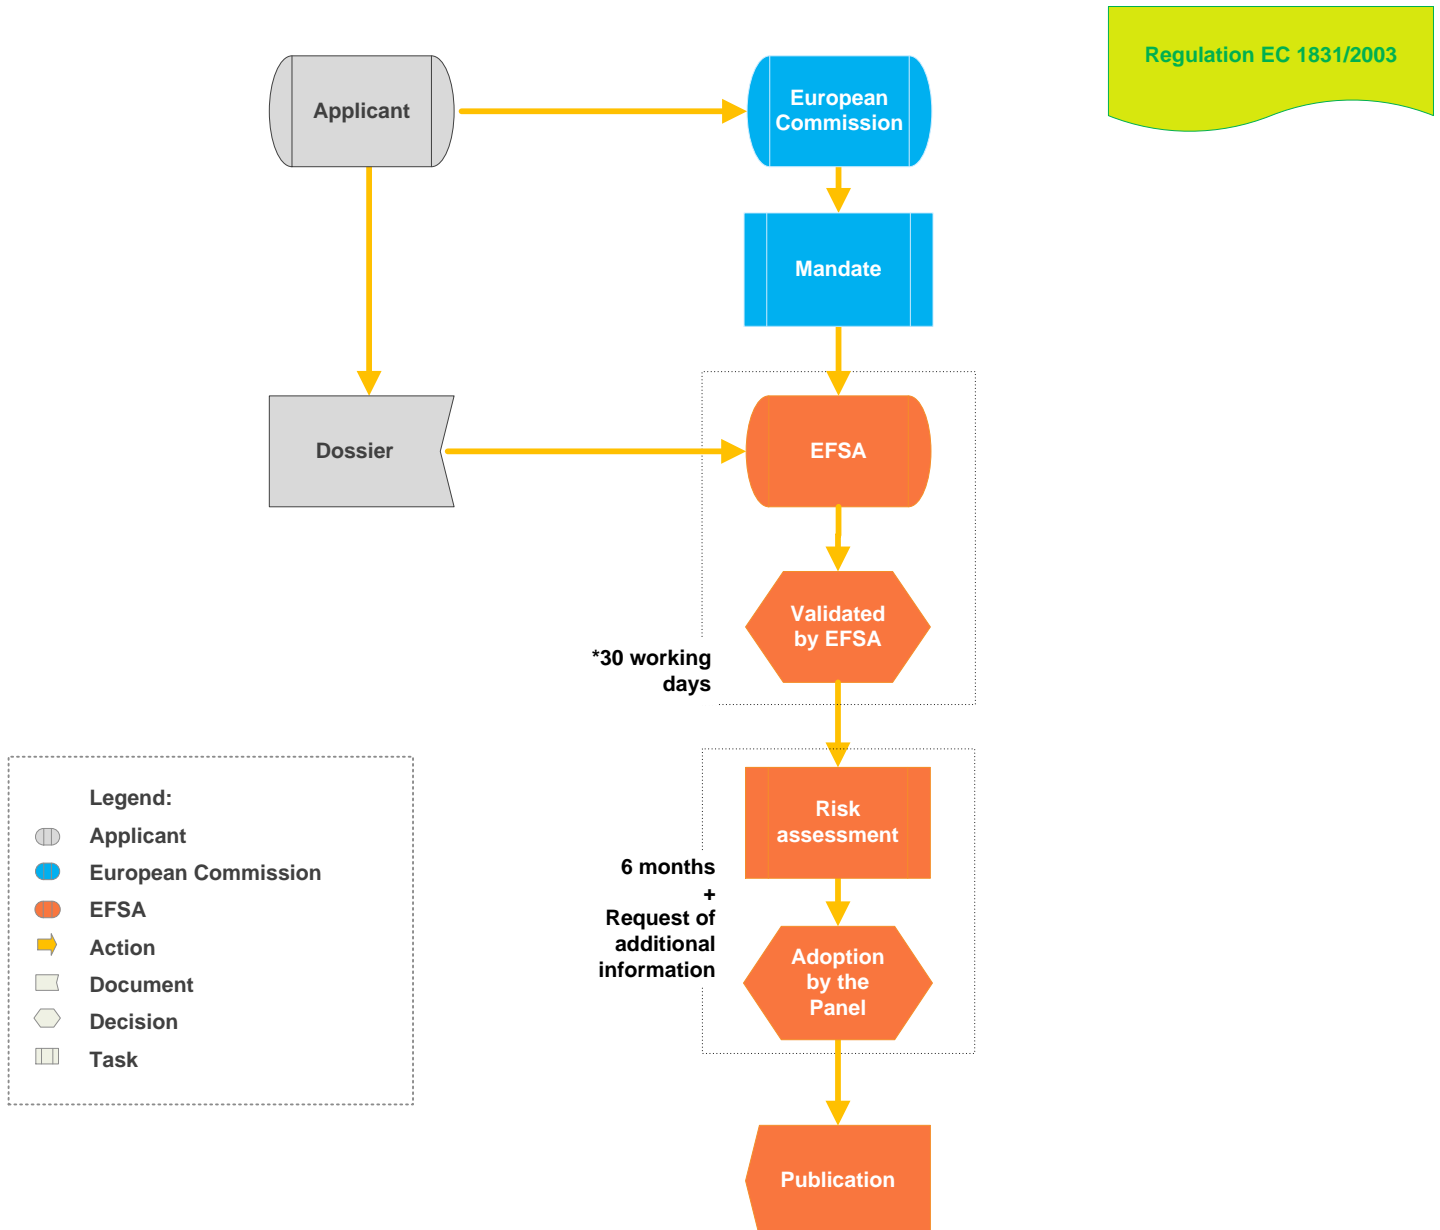 Regulation EC 1831/2003
Applicant
European
Commission
Mandate
Dossier
EFSA
Validated
by EFSA
*30 working
days
Risk
assessment
6 months
+
Request of
additional
information
Adoption
by the
Panel
Publication
Legend:
Applicant
European Commission
EFSA
Action
Document
Decision
Task